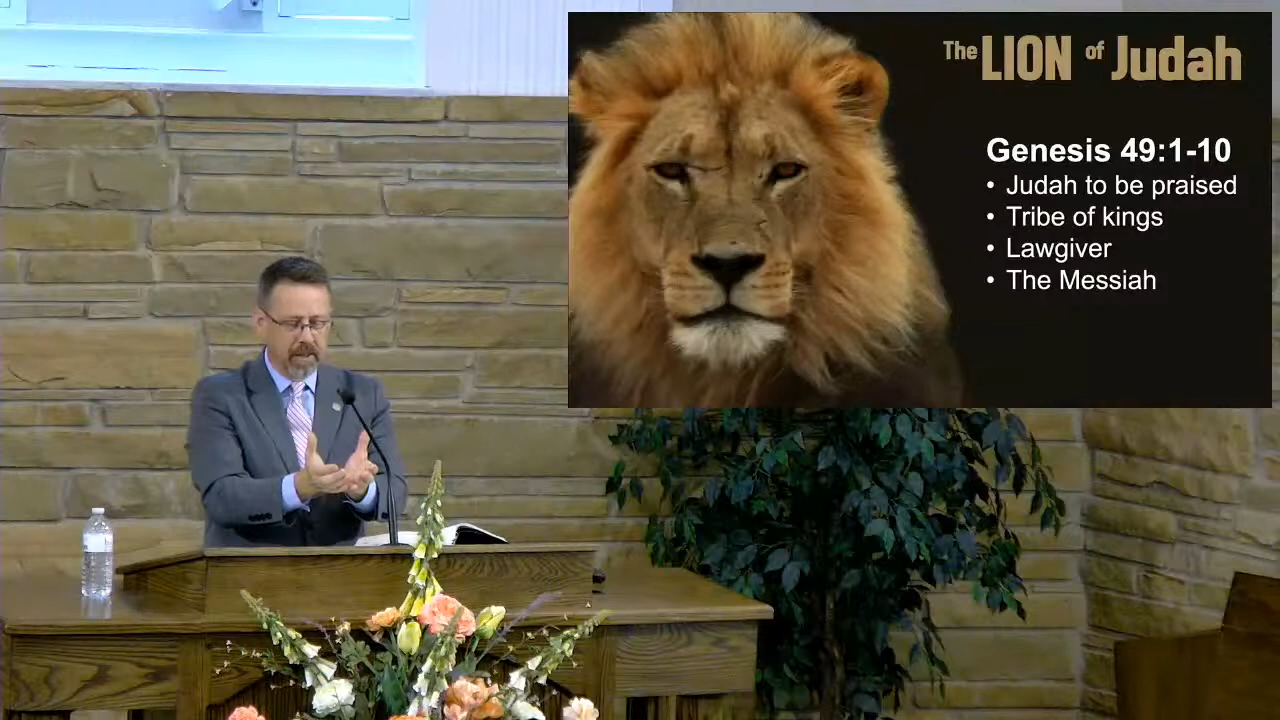 The LION of Judah
Genesis 49:1-10
• Judah to be praised
• Tribe of kings
• Lawgiver
• The Messiah